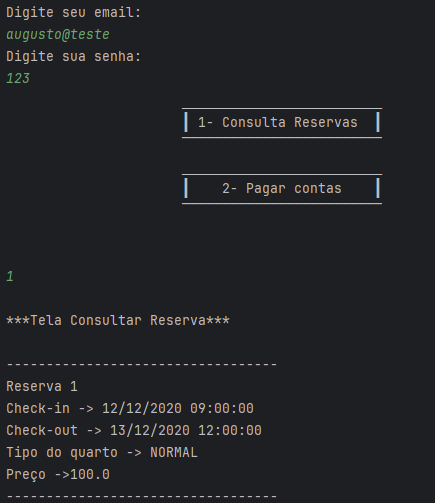 Digite seu email:
augusto@teste
Digite sua senha:
123
1- Consulta Reservas
2- Pagar contas
1
***Tela Consultar Reserva***
----------------------------------
Reserva 1
Check-in -> 12/12/2020 09:00:00
Check-out -> 13/12/2020 12:00:00
Tipo do quarto -> NORMAL
Preço ->100.0
----------------------------------